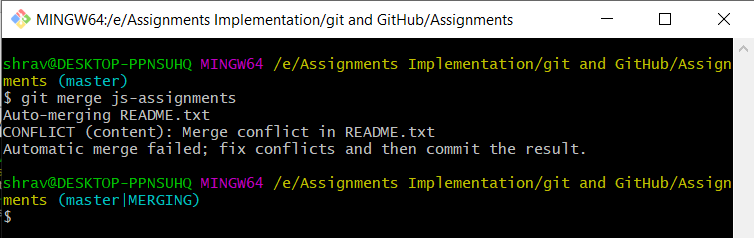 MINGW64:/e/Assignments Implementation/git and GitHub/Assignments
shrav@DESKTOP-PPNSUHQ MINGW64 /e/Assignments Implementation/git and GitHub/Assign
ments (master)
$ git merge js-assignments
Auto-merging README.txt
CONFLICT (content): Merge conflict in README.txt
Automatic merge failed; fix conflicts and then commit the result.
shrav@DESKTOP-PPNSUHQ MINGW64 /e/Assignments Implementation/git and GitHub/Assign
ments (master|MERGING)
$